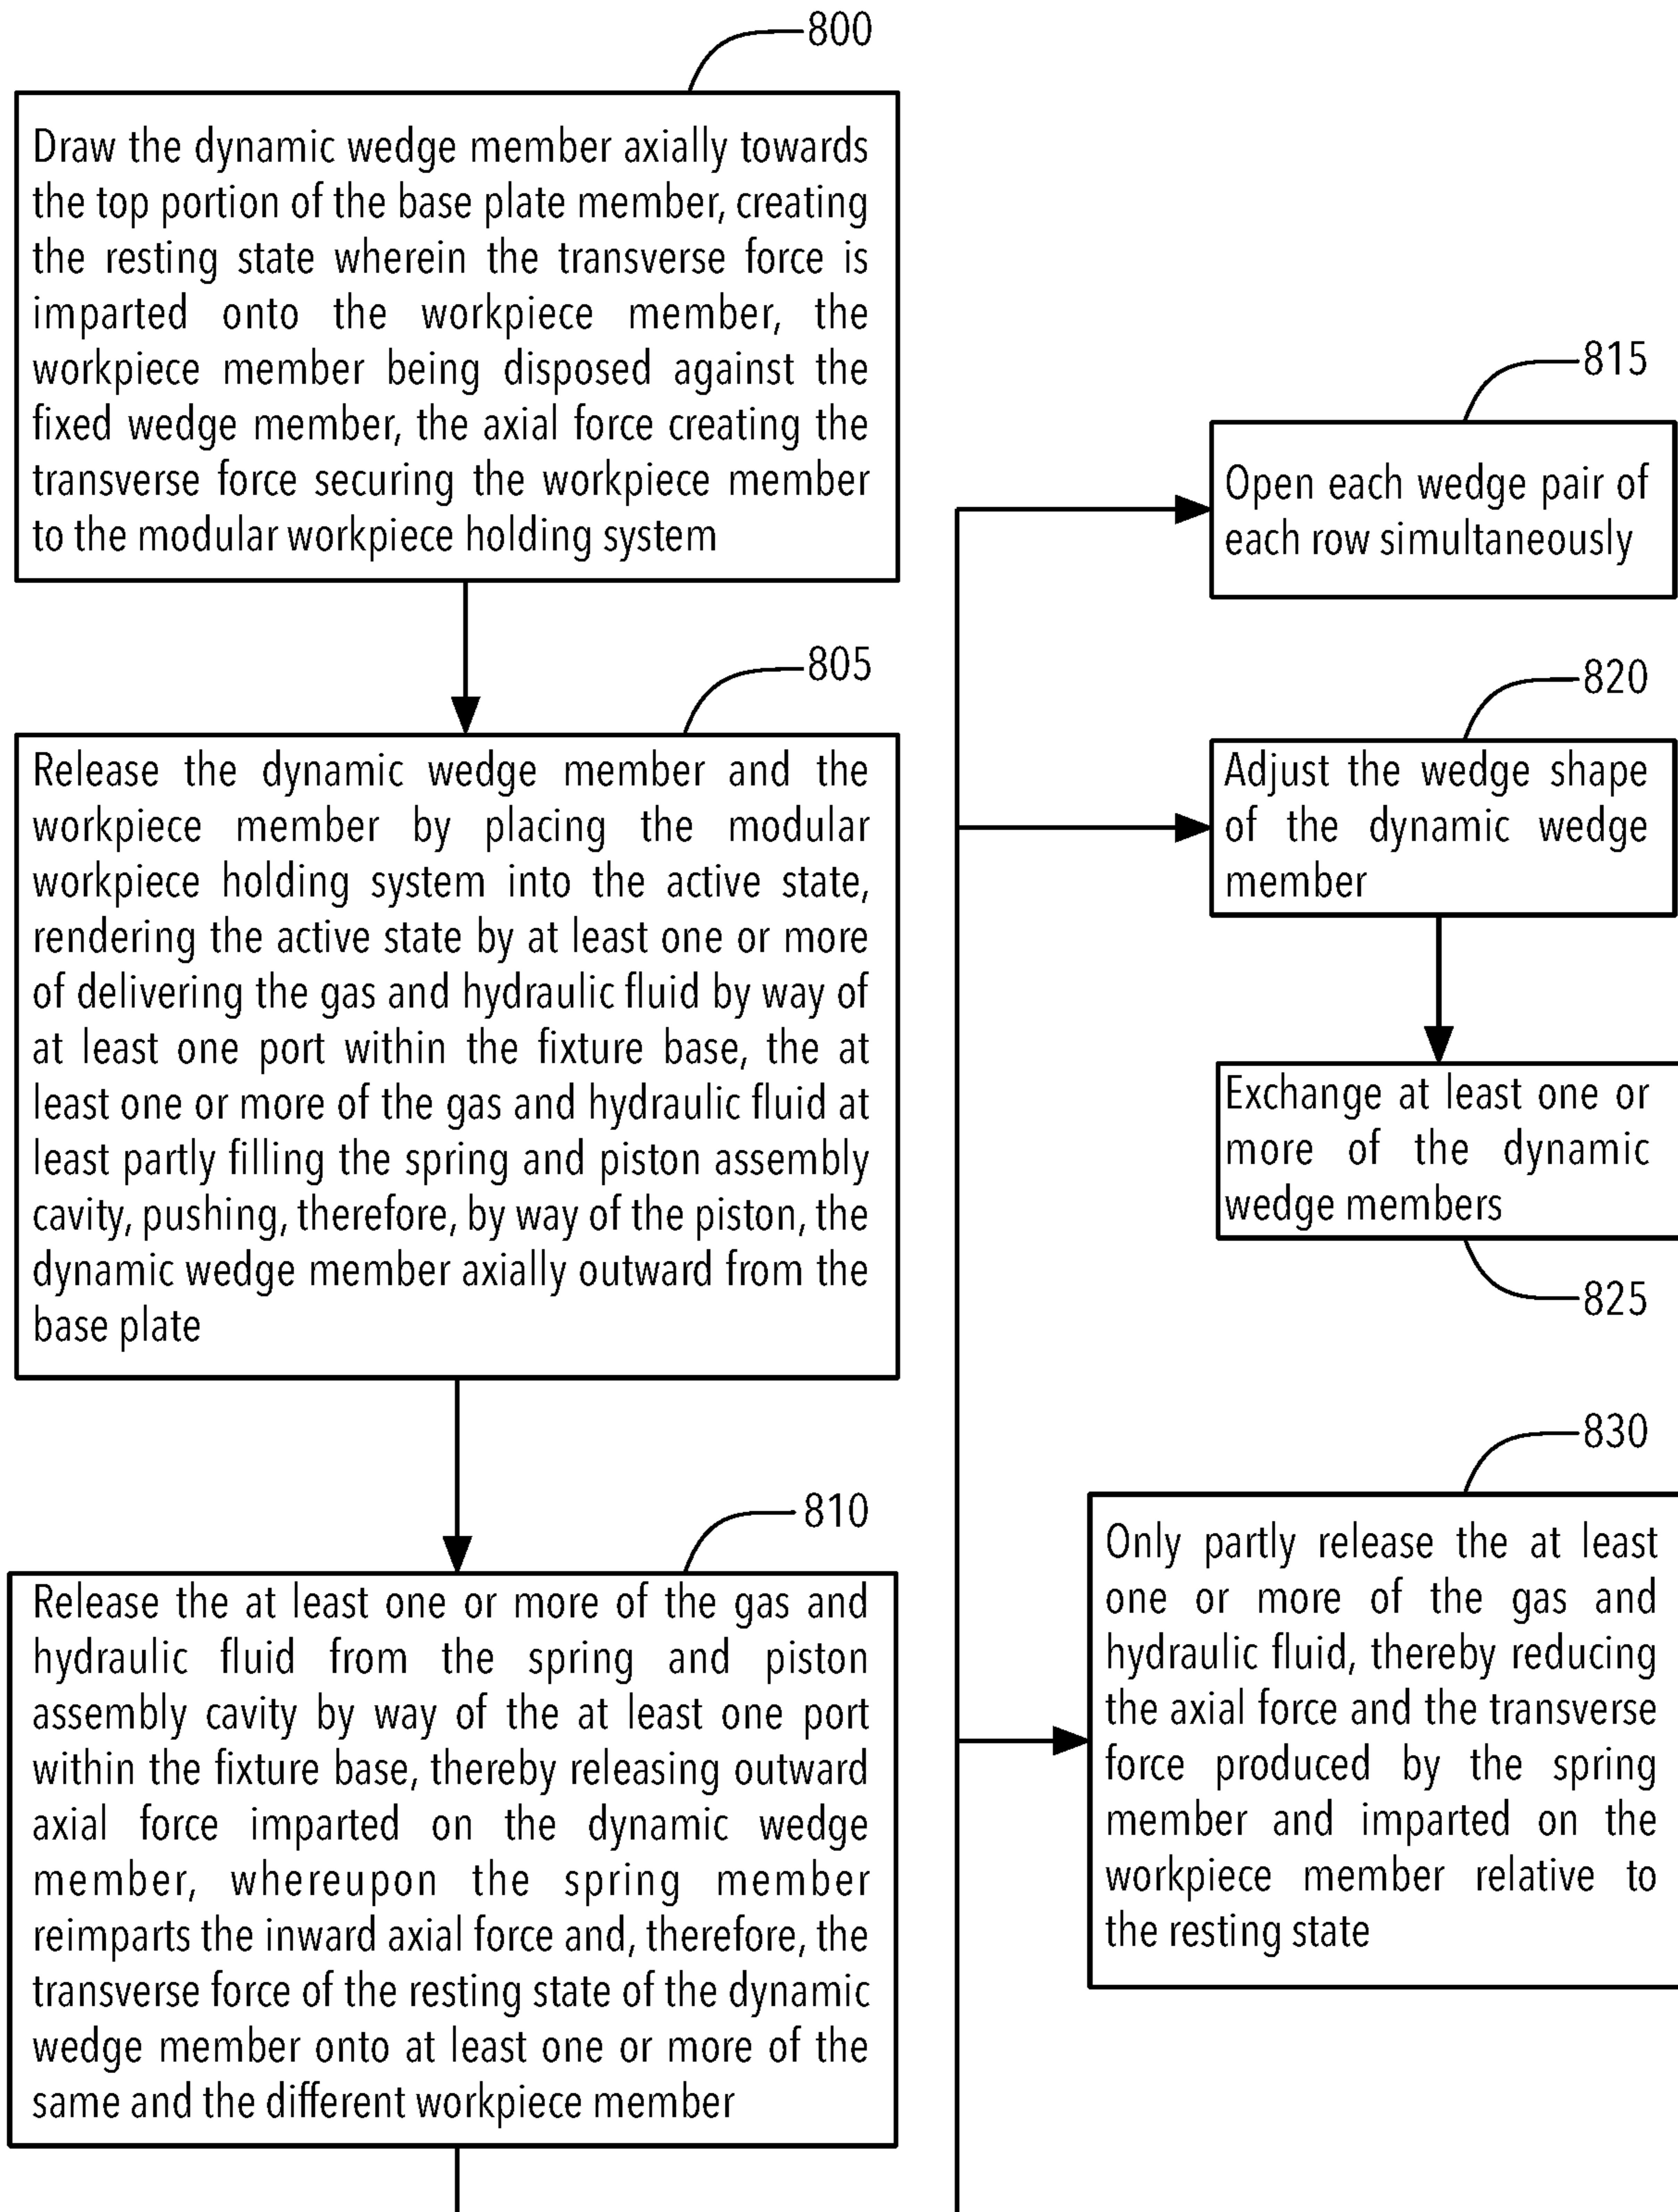 800
Draw the dynamic wedge member axially towards
the top portion of the base plate member, creating
the resting state wherein the transverse force is
imparted onto the workpiece member, the
workpiece member being disposed against the
fixed wedge member, the axial force creating the
transverse force securing the workpiece member
to the modular workpiece holding system
805
Release the dynamic wedge member and the
workpiece member by placing the modular
workpiece holding system into the active state,
rendering the active state by at least one or more
of delivering the gas and hydraulic fluid by way of
at least one port within the fixture base, the at
least one or more of the gas and hydraulic fluid at
least partly filling the spring and piston assembly
cavity, pushing, therefore, by way of the piston, the
dynamic wedge member axially outward from the
base plate
810
Release the at least one or more of the gas and
hydraulic fluid from the spring and piston
assembly cavity by way of the at least one port
within the fixture base, thereby releasing outward
axial force imparted on the dynamic wedge
member, whereupon the spring member
reimparts the inward axial force and, therefore, the
transverse force of the resting state of the dynamic
wedge member onto at least one or more of the
same and the different workpiece member
815
Open each wedge pair of
each row simultaneously
820
Adjust the wedge shape
of the dynamic wedge
member
Exchange at least one or
more of the dynamic
wedge members
825
830
Only partly release the at least
one or more of the gas and
hydraulic fluid, thereby reducing
the axial force and the transverse
force produced by the spring
member and imparted on the
workpiece member relative to
the resting state